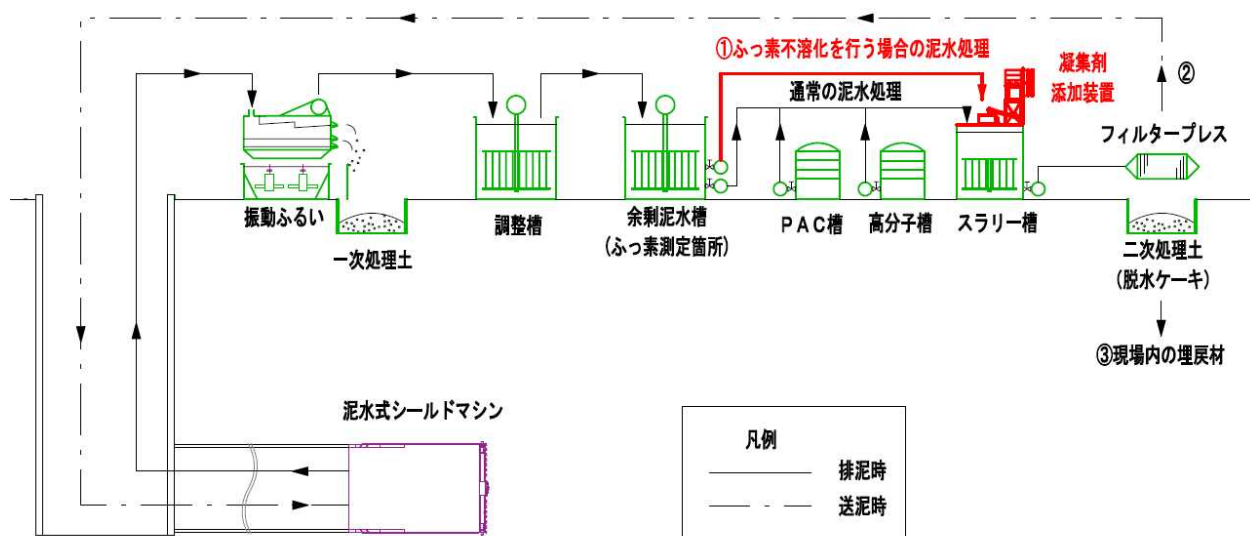 ①ふっ素不溶化を行う場合の泥水処理
凝集剤
添加装置
②
通常の泥水処理
フィルタープレス
振動ふるい
一次処理土
調整槽
余剰泥水槽
(ふっ素測定箇所)
PAC槽
高分子槽
スラリー槽
二次処理土
(脱水ケーキ)
③現場内の埋戻材
泥水式シールドマシン
凡例
排泥時
送泥時